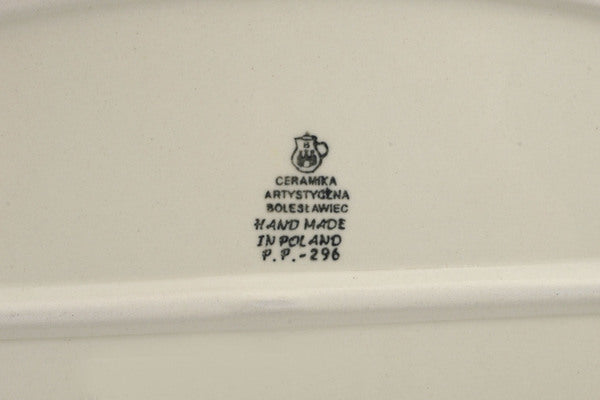 B
CERAMIKA
ARTYSTYCZNA
BOLESŁAWIEC
HAND MADE
IN POLAND
P.P.-296